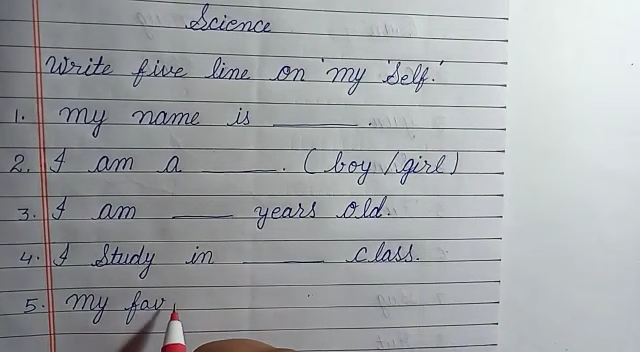 Science
Write five line on 'my Self.'
1. my name is ______.
2. I am a ______. (boy / girl)
3. I am ______ years old.
4. I Study in ______ class.
5. my fav